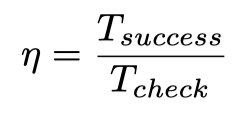 η = T_success / T_check